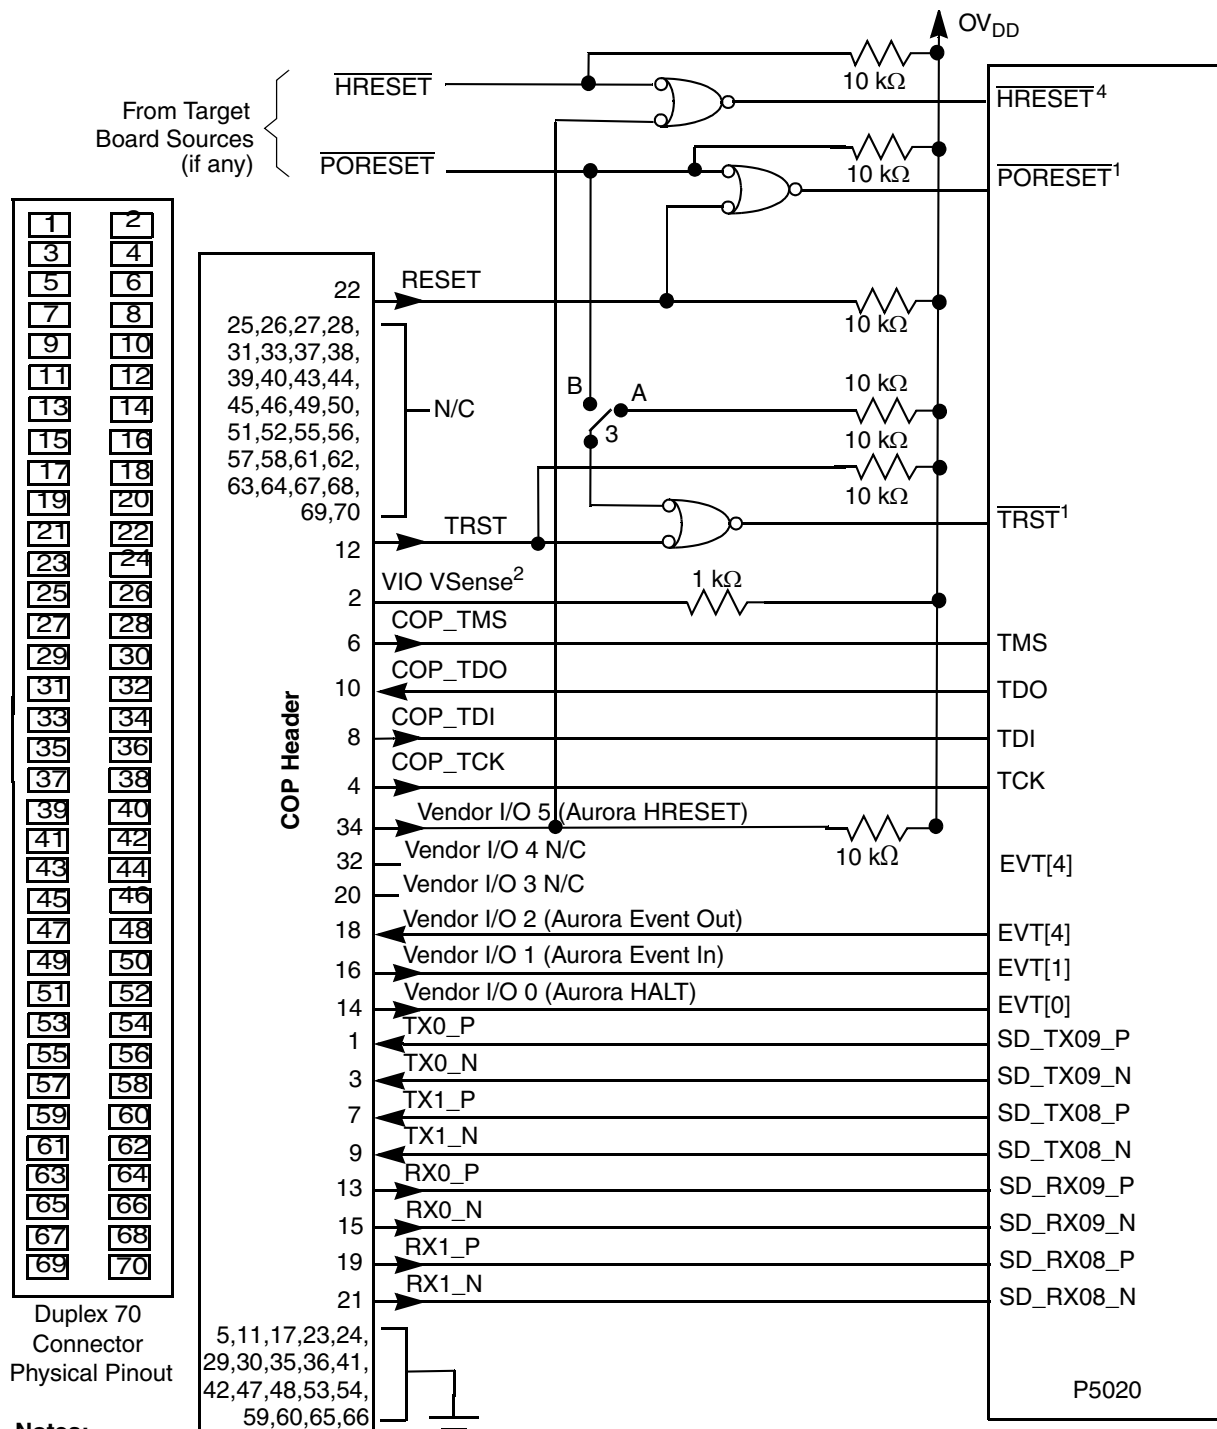 OVDD
HRESET
10 kΩ
HRESET4
From Target
Board Sources
(if any)
PORESET
10 kΩ
PORESET1
1 2
3 4
5 6
7 8
9 10
11 12
13 14
15 16
17 18
19 20
21 22
23 24
25 26
27 28
29 30
31 32
33 34
35 36
37 38
39 40
41 42
43 44
45 46
47 48
49 50
51 52
53 54
55 56
57 58
59 60
61 62
63 64
65 66
67 68
69 70
Duplex 70
Connector
Physical Pinout
COP Header
22 RESET
10 kΩ
25,26,27,28,
31,33,37,38,
39,40,43,44,
45,46,49,50,
51,52,55,56,
57,58,61,62,
63,64,67,68,
69,70
N/C
B A
3
10 kΩ
10 kΩ
10 kΩ
12 TRST
TRST1
2 VIO VSense2 1 kΩ
6 COP_TMS TMS
10 COP_TDO TDO
8 COP_TDI TDI
4 COP_TCK TCK
34 Vendor I/O 5 (Aurora HRESET)
10 kΩ
32 Vendor I/O 4 N/C
EVT[4]
20 Vendor I/O 3 N/C
18 Vendor I/O 2 (Aurora Event Out) EVT[4]
16 Vendor I/O 1 (Aurora Event In) EVT[1]
14 Vendor I/O 0 (Aurora HALT) EVT[0]
1 TX0_P SD_TX09_P
3 TX0_N SD_TX09_N
7 TX1_P SD_TX08_P
9 TX1_N SD_TX08_N
13 RX0_P SD_RX09_P
15 RX0_N SD_RX09_N
19 RX1_P SD_RX08_P
21 RX1_N SD_RX08_N
5,11,17,23,24,
29,30,35,36,41,
42,47,48,53,54,
59,60,65,66
P5020
Notes: